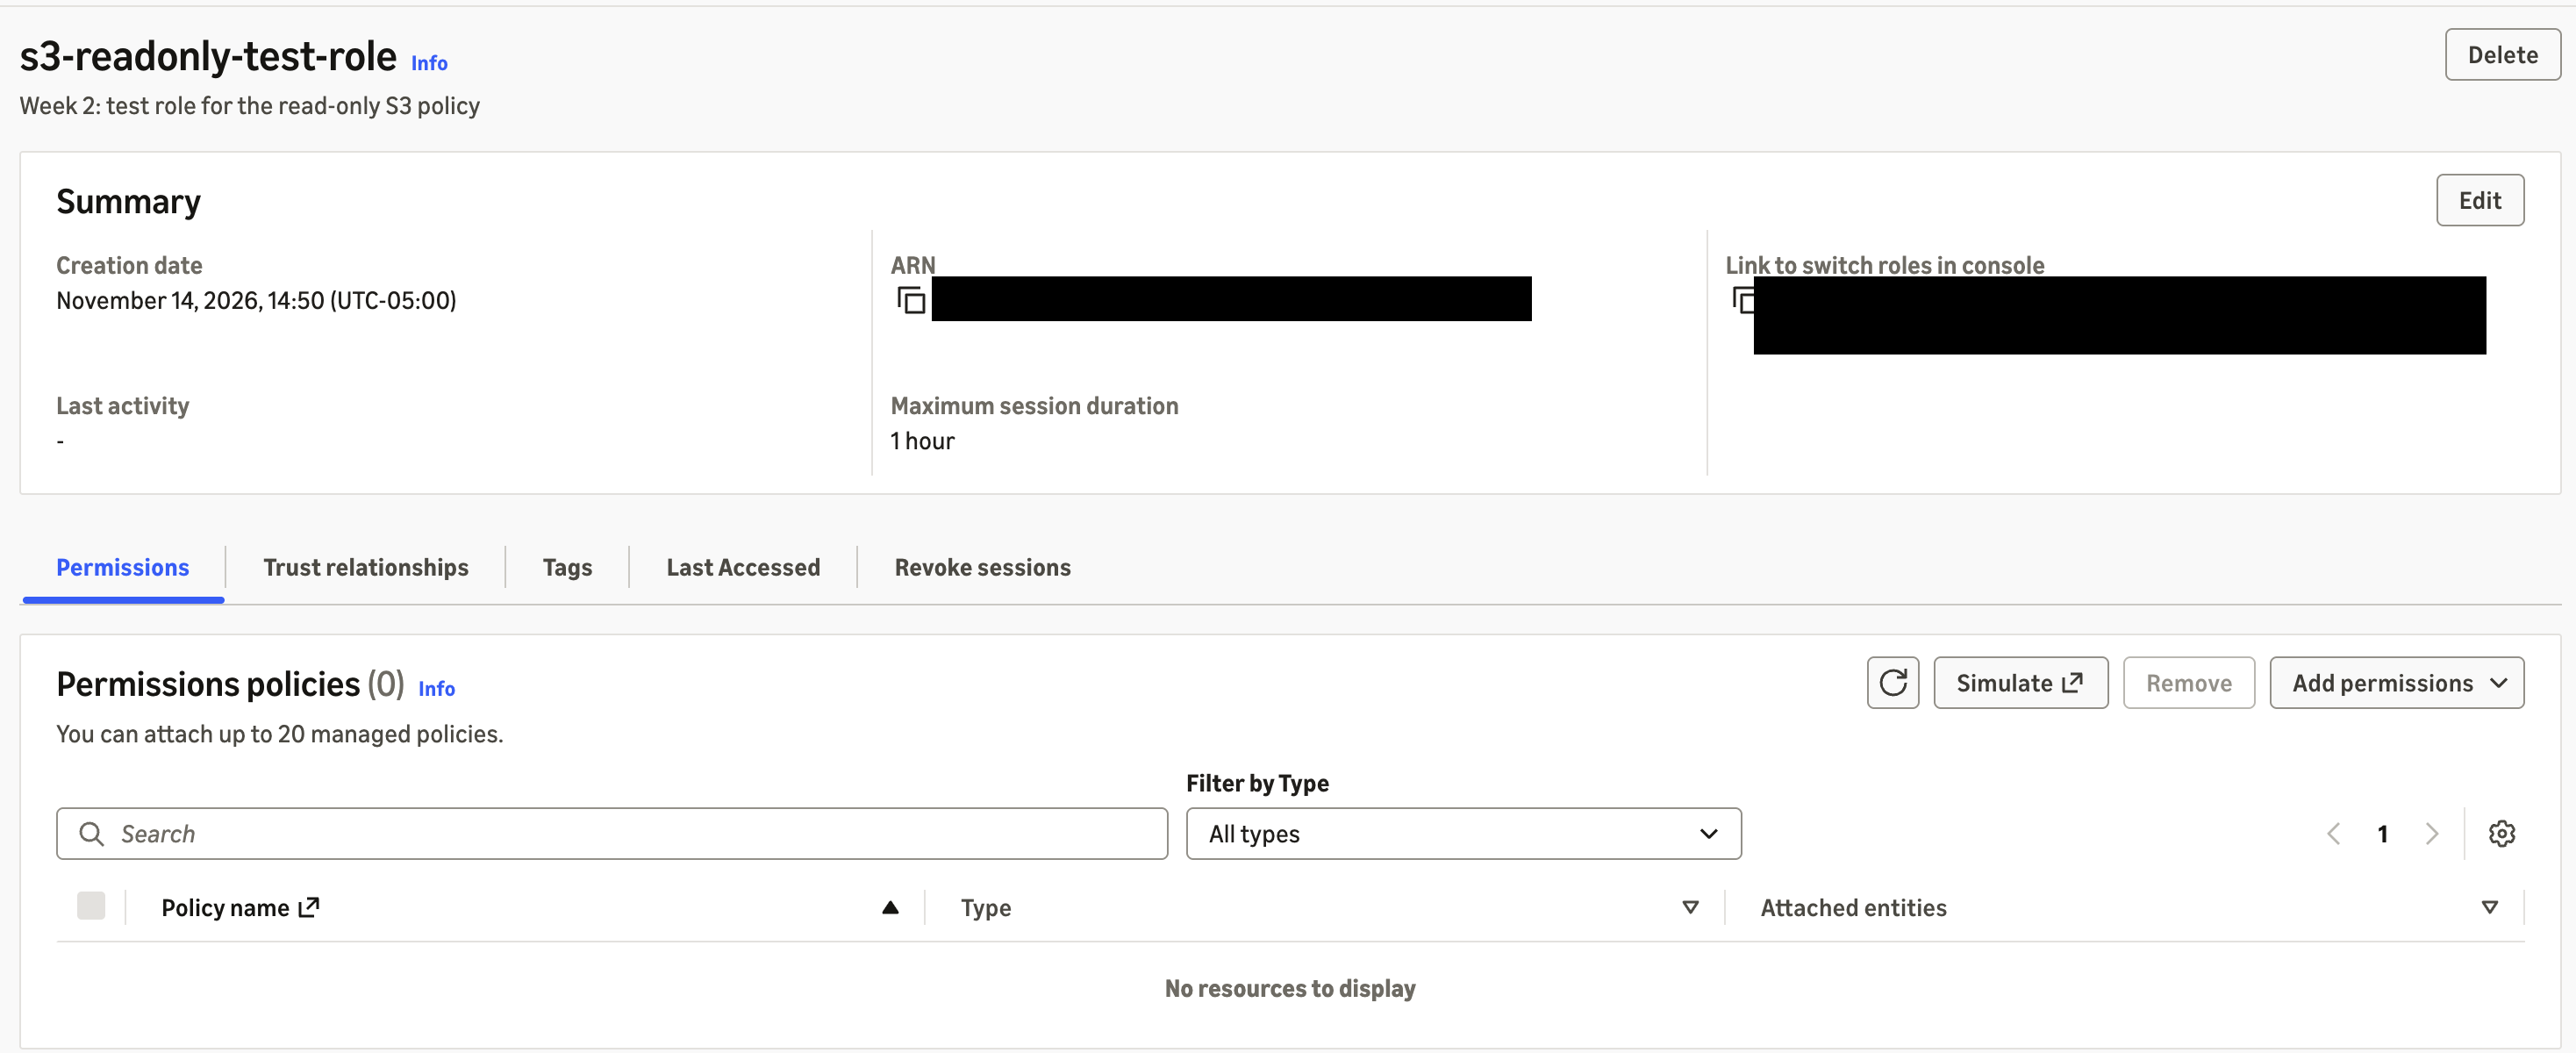 s3-readonly-test-role Info
Delete
Week 2: test role for the read-only S3 policy
Summary
Edit
Creation date
November 14, 2026, 14:50 (UTC-05:00)
ARN
Link to switch roles in console
Last activity
-
Maximum session duration
1 hour
Permissions
Trust relationships
Tags
Last Accessed
Revoke sessions
Permissions policies (0) Info
Simulate
Remove
Add permissions
You can attach up to 20 managed policies.
Filter by Type
Search
All types
1
Policy name
Type
Attached entities
No resources to display